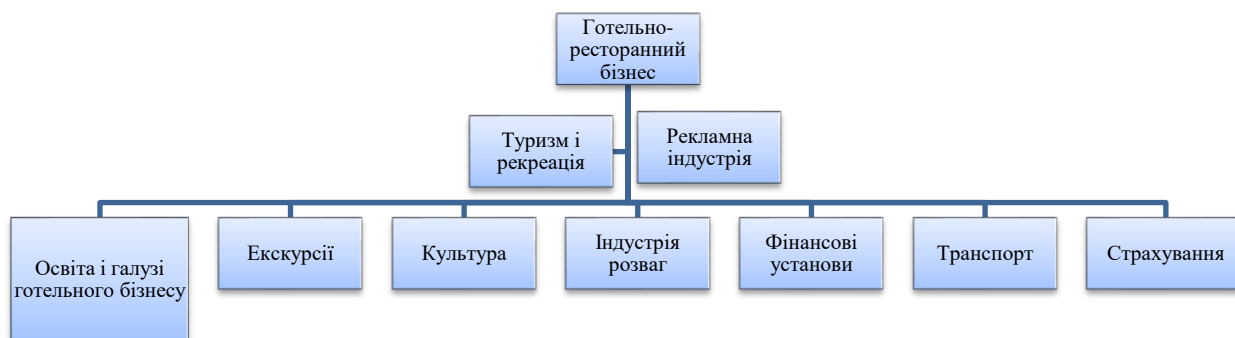 Готельно-
ресторанний
бізнес
Туризм і
рекреація
Рекламна
індустрія
Освіта і галузі
готельного бізнесу
Екскурсії
Культура
Індустрія
розваг
Фінансові
установи
Транспорт
Страхування